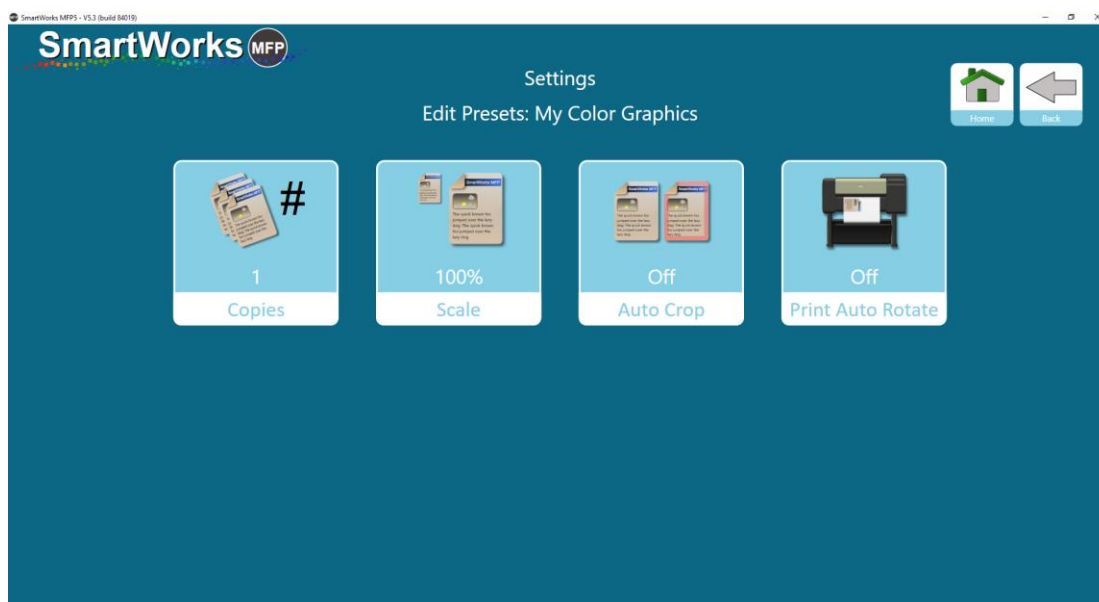 SmartWorks MFP5 - V5.3 (build 84019)
SmartWorks MFP
Settings
Edit Presets: My Color Graphics
Home
Back
#
1
100%
Off
Off
Copies
Scale
Auto Crop
Print Auto Rotate